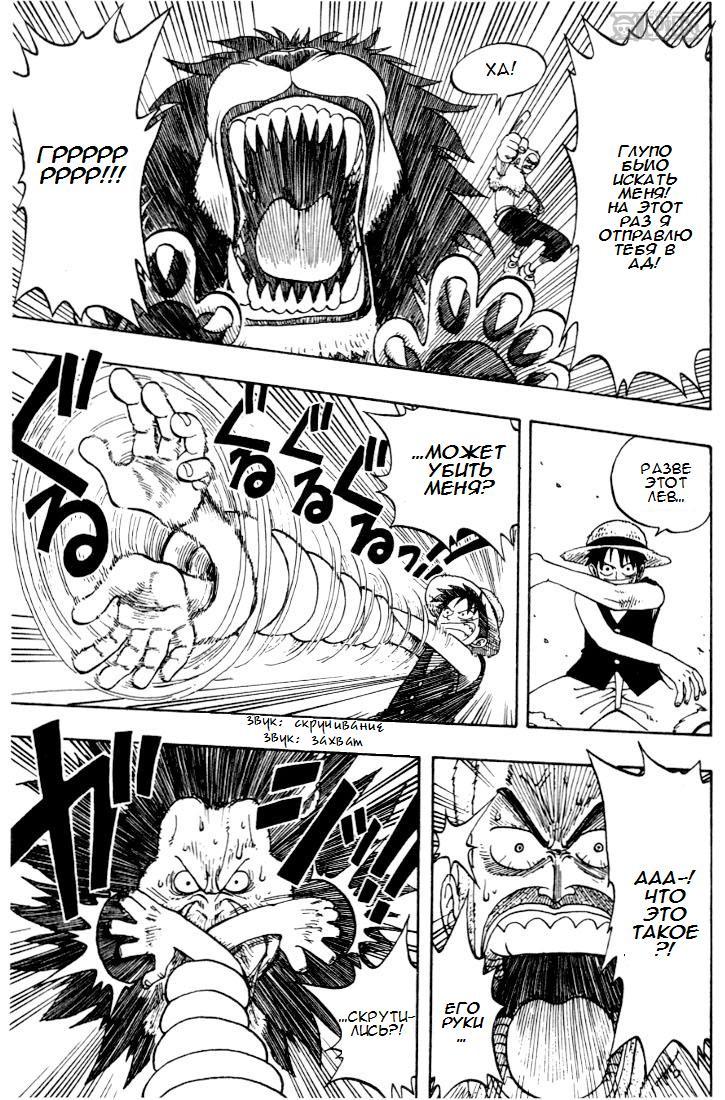 ХА!
ГЛУПО
БЫЛО
ИСКАТЬ
МЕНЯ!
НА ЭТОТ
РАЗ Я
ОТПРАВЛЮ
ТЕБЯ В
АД!
ГРРРРР
РРРР!!!
РАЗВЕ
ЭТОТ
ЛЕВ...
...МОЖЕТ
УБИТЬ
МЕНЯ?
ぐる
ぐる
ぐる
ぐるっ!!
звук: скручивание
звук: захват
ААА-!
ЧТО
ЭТО
ТАКОЕ
?!
ЕГО
РУКИ
...
ガシ!!!
...СКРУТИ-
ЛИСЬ?!